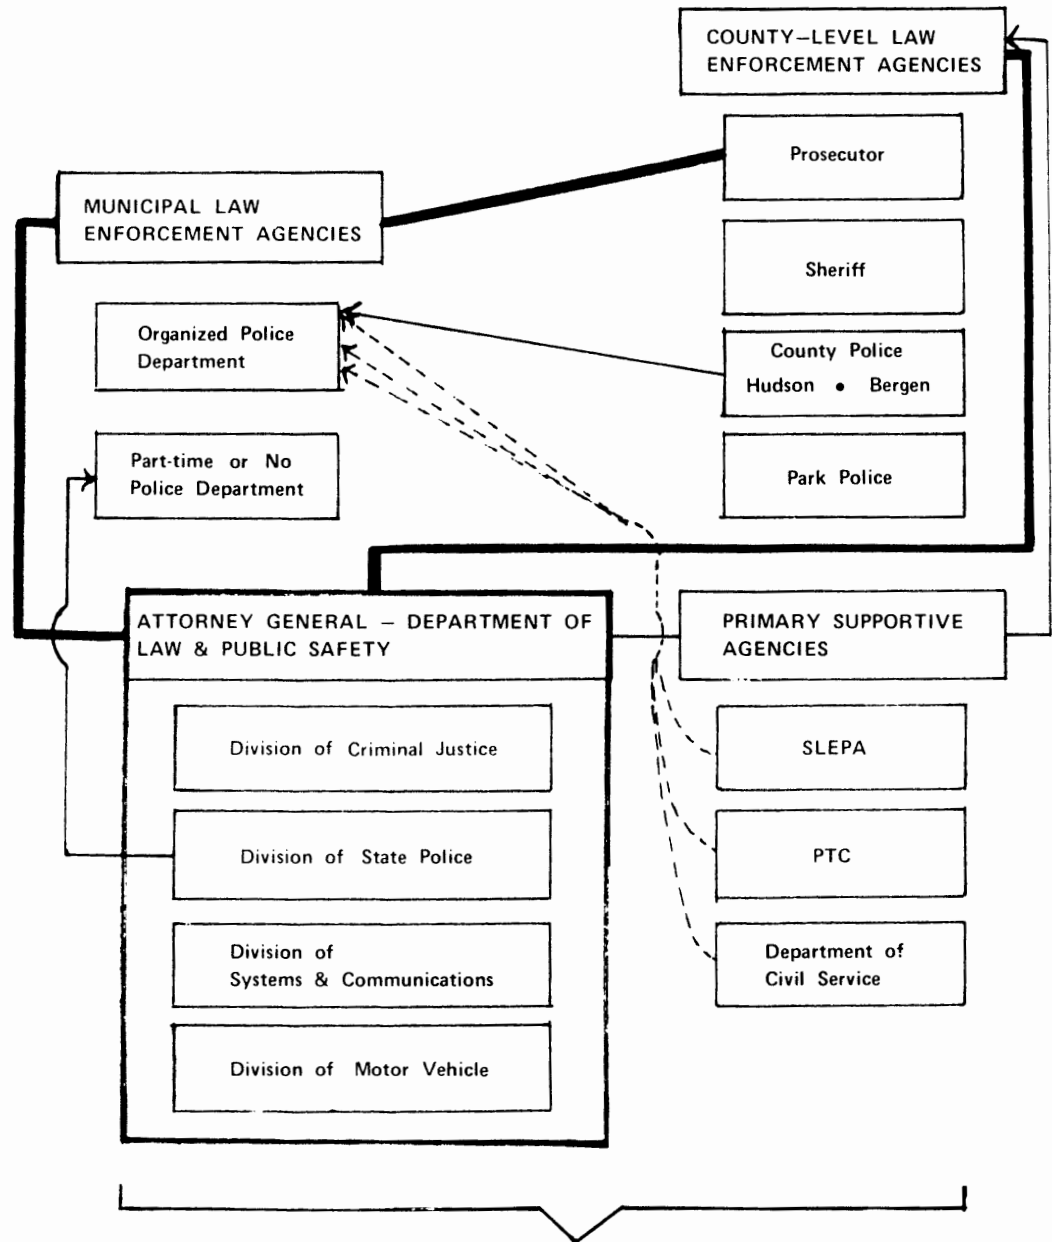 COUNTY–LEVEL LAW
ENFORCEMENT AGENCIES
Prosecutor
MUNICIPAL LAW
ENFORCEMENT AGENCIES
Sheriff
Organized Police
Department
County Police
Hudson • Bergen
Part-time or No
Police Department
Park Police
ATTORNEY GENERAL – DEPARTMENT OF
LAW & PUBLIC SAFETY
PRIMARY SUPPORTIVE
AGENCIES
Division of Criminal Justice
SLEPA
Division of State Police
PTC
Division of
Systems & Communications
Department of
Civil Service
Division of Motor Vehicle